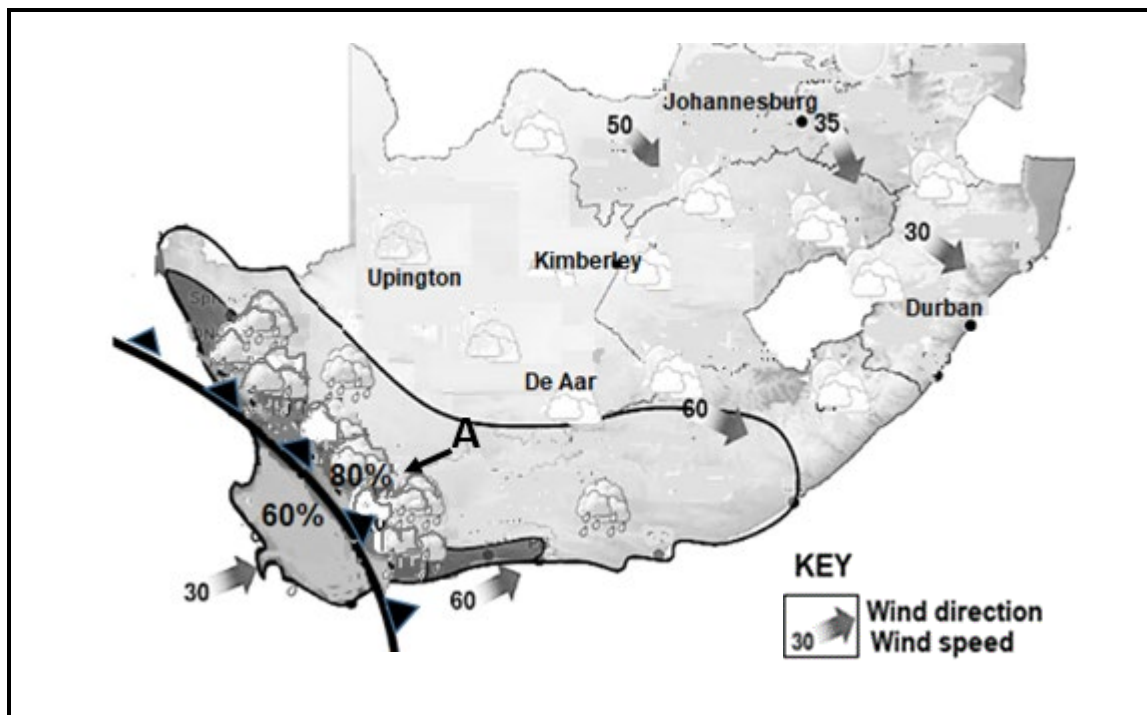 Johannesburg
50
35
30
Kimberley
Upington
Durban
De Aar
60
A
80%
60%
30
60
KEY
30
Wind direction
Wind speed